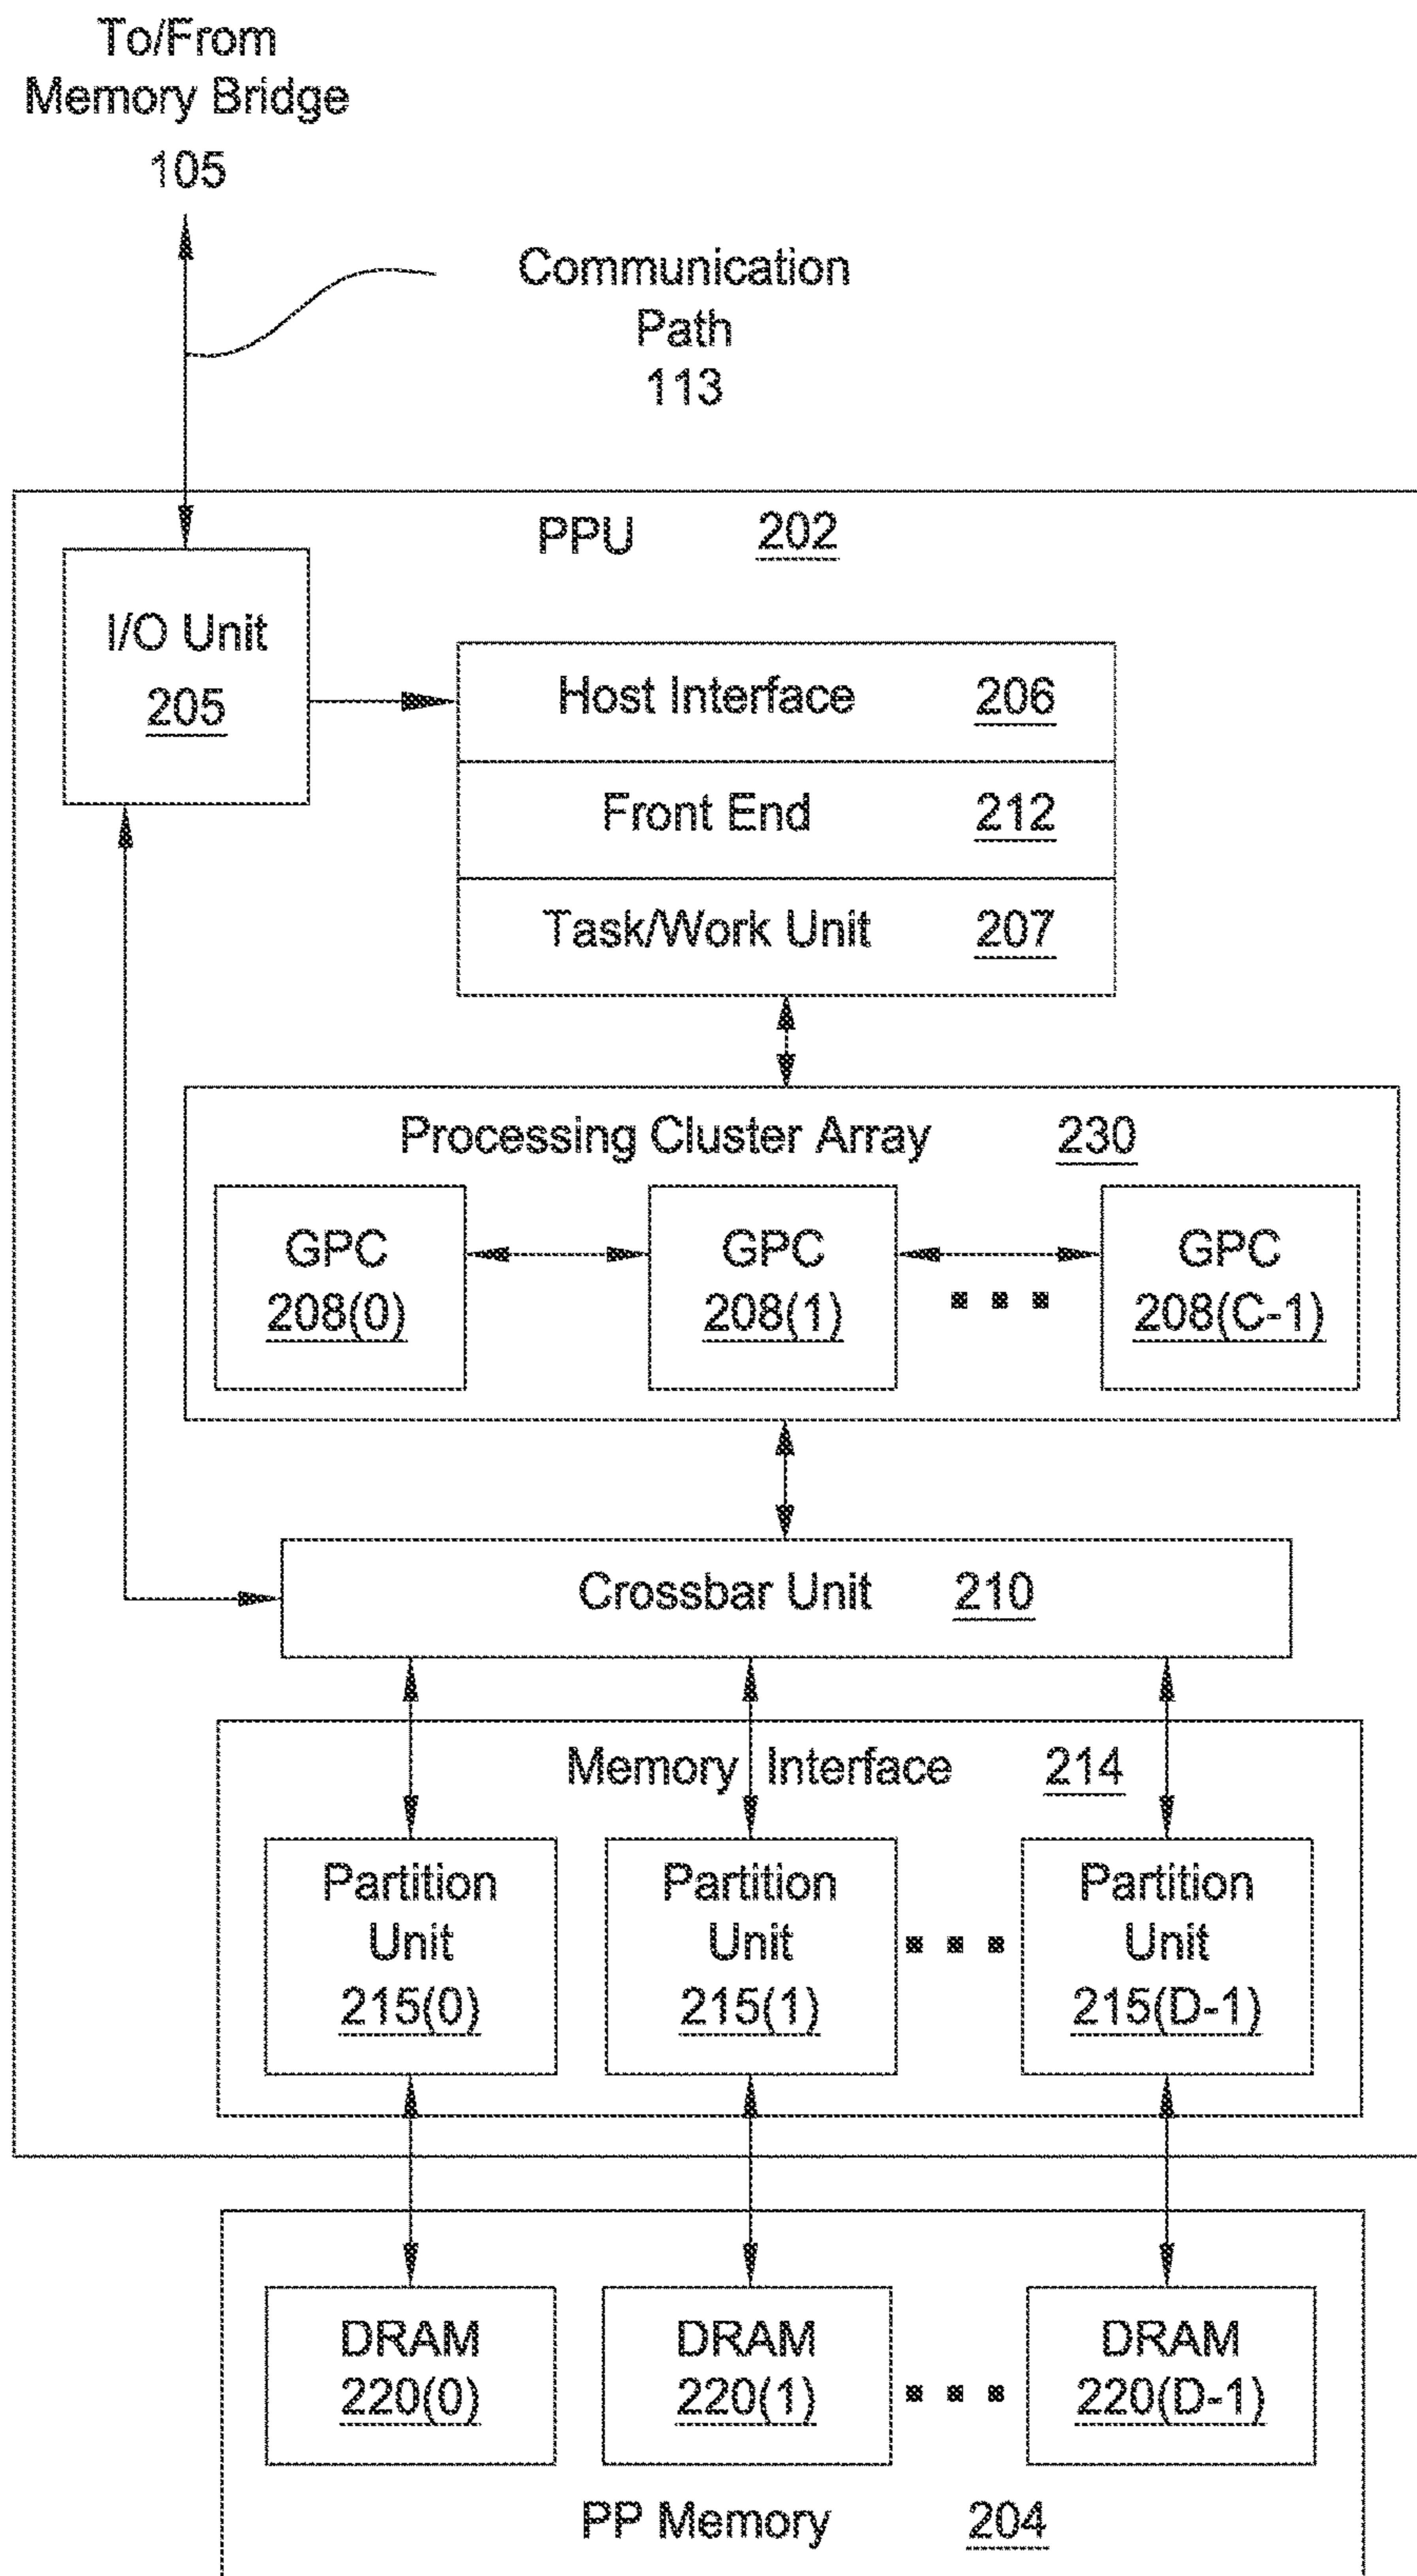 To/From
Memory Bridge
105
Communication
Path
113
PPU 202
I/O Unit
205
Host Interface 206
Front End 212
Task/Work Unit 207
Processing Cluster Array 230
GPC
208(0)
GPC
208(1)
GPC
208(C-1)
Crossbar Unit 210
Memory Interface 214
Partition
Unit
215(0)
Partition
Unit
215(1)
Partition
Unit
215(D-1)
DRAM
220(0)
DRAM
220(1)
DRAM
220(D-1)
PP Memory 204